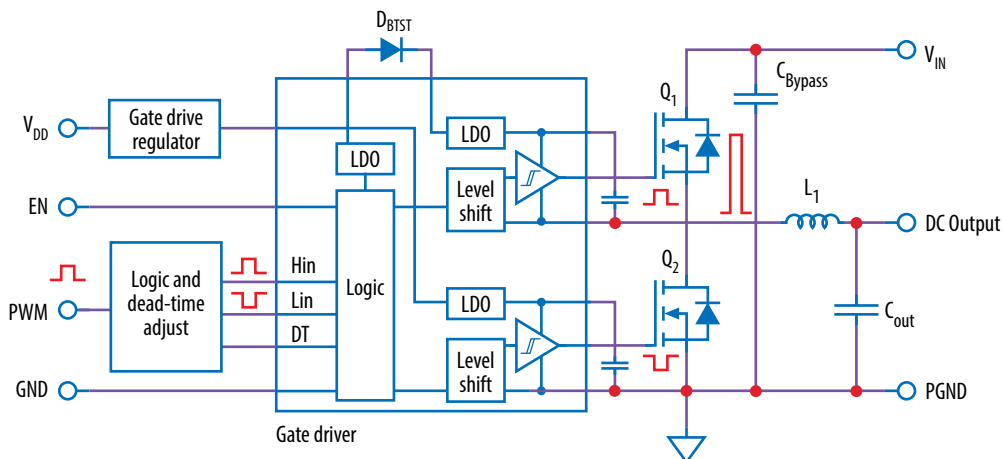 D_BTST
V_IN
C_Bypass
Q_1
V_DD
Gate drive
regulator
LDO
LDO
EN
Level
shift
L_1
DC Output
Q_2
PWM
Logic and
dead-time
adjust
Hin
Lin
DT
Logic
LDO
C_out
Level
shift
GND
PGND
Gate driver